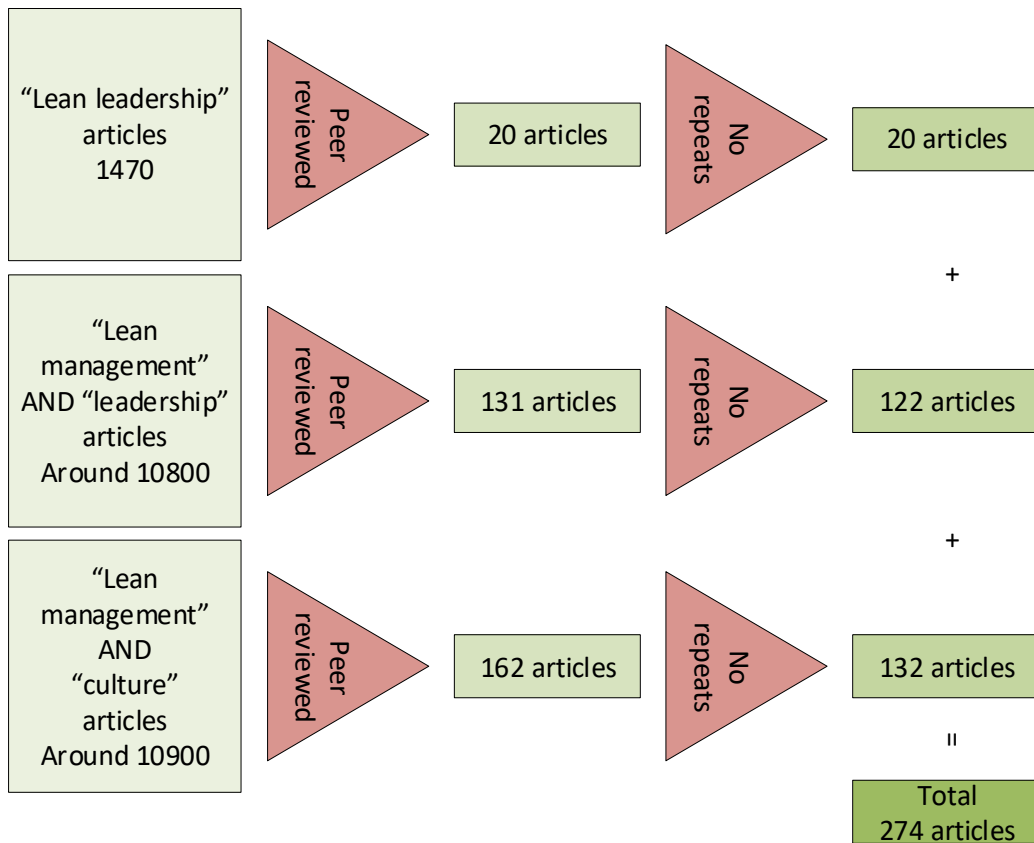 “Lean leadership”
articles
1470
Peer
reviewed
20 articles
No
repeats
20 articles
+
“Lean
management”
AND “leadership”
articles
Around 10800
Peer
reviewed
131 articles
No
repeats
122 articles
+
“Lean
management”
AND
“culture”
articles
Around 10900
Peer
reviewed
162 articles
No
repeats
132 articles
=
Total
274 articles